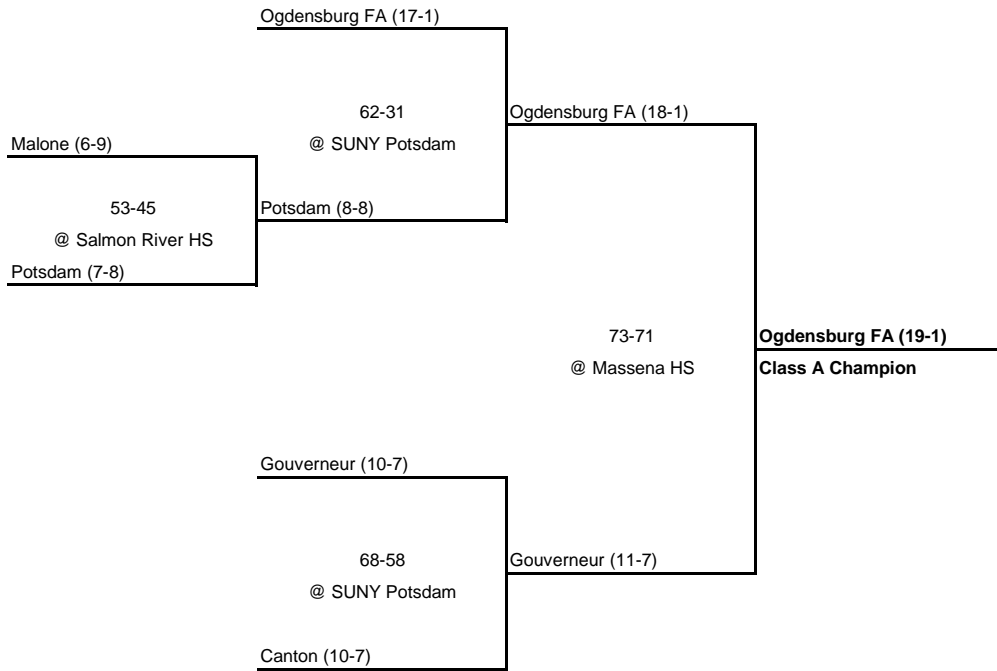 Ogdensburg FA (17-1)
62-31
@ SUNY Potsdam
Ogdensburg FA (18-1)
Malone (6-9)
53-45
@ Salmon River HS
Potsdam (8-8)
Potsdam (7-8)
73-71
@ Massena HS
Ogdensburg FA (19-1)
Class A Champion
Gouverneur (10-7)
68-58
@ SUNY Potsdam
Gouverneur (11-7)
Canton (10-7)